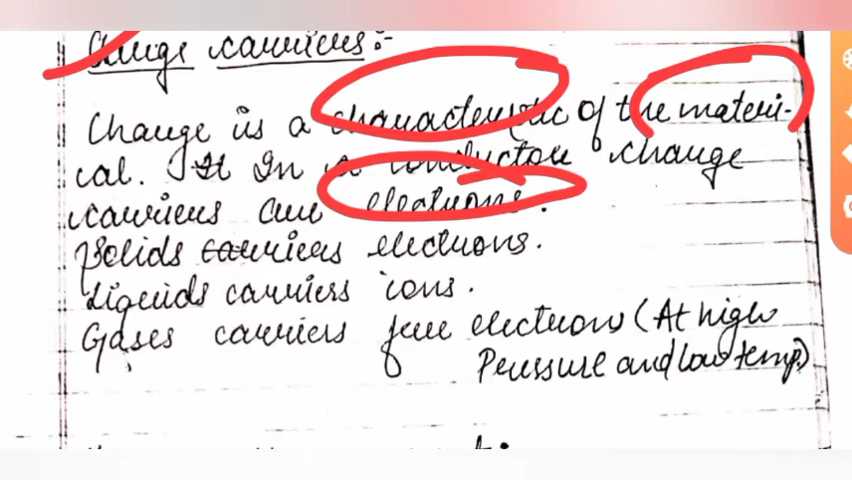 Charge carriers:-
Charge is a characteristic of the materi-
cal. It In a conductor charge
carriers are electrons.
Solids carriers electrons.
Liquids carriers ions.
Gases carriers free electrons (At high
Pressure and low temp.)